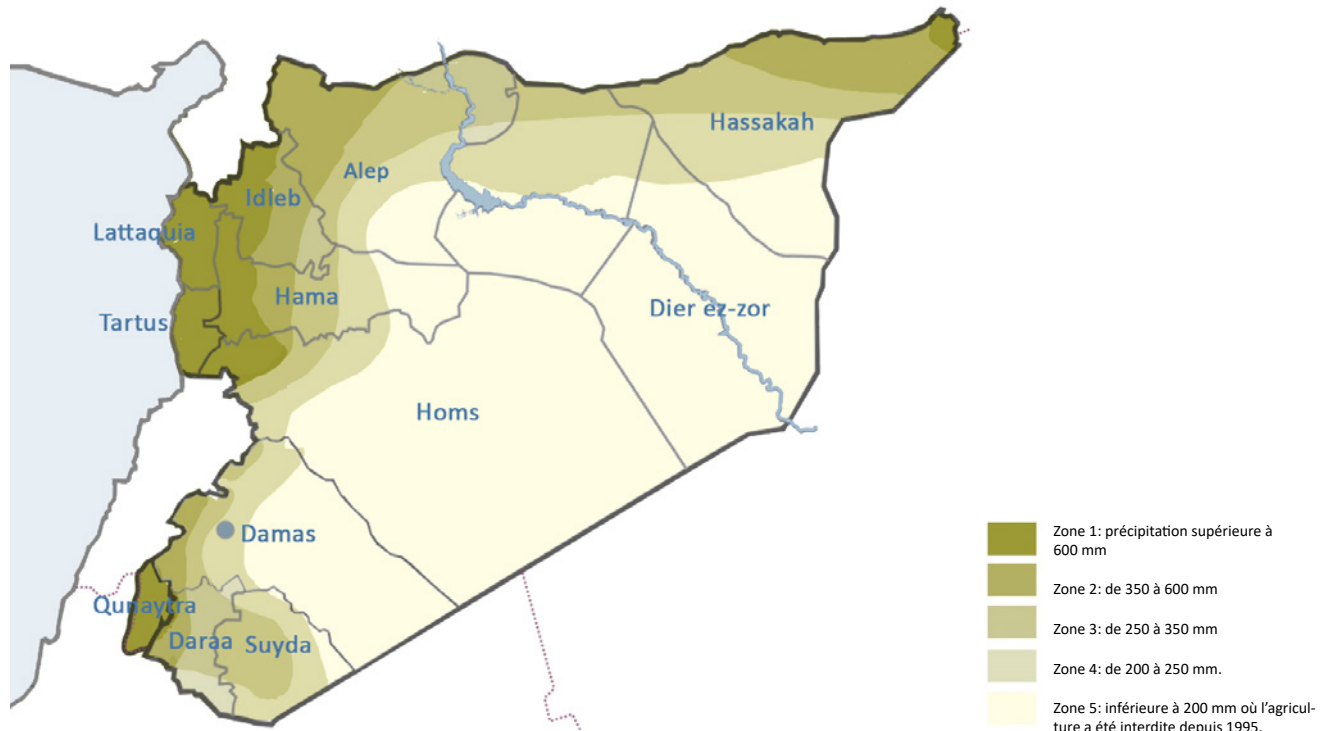 Hassakah
Alep
Idleb
Lattaquia
Hama
Tartus
Dier ez-zor
Homs
Damas
Qunaytra
Daraa
Suyda
Zone 1: précipitation supérieure à
600 mm
Zone 2: de 350 à 600 mm
Zone 3: de 250 à 350 mm
Zone 4: de 200 à 250 mm.
Zone 5: inférieure à 200 mm où l’agricul-
ture a été interdite depuis 1995.